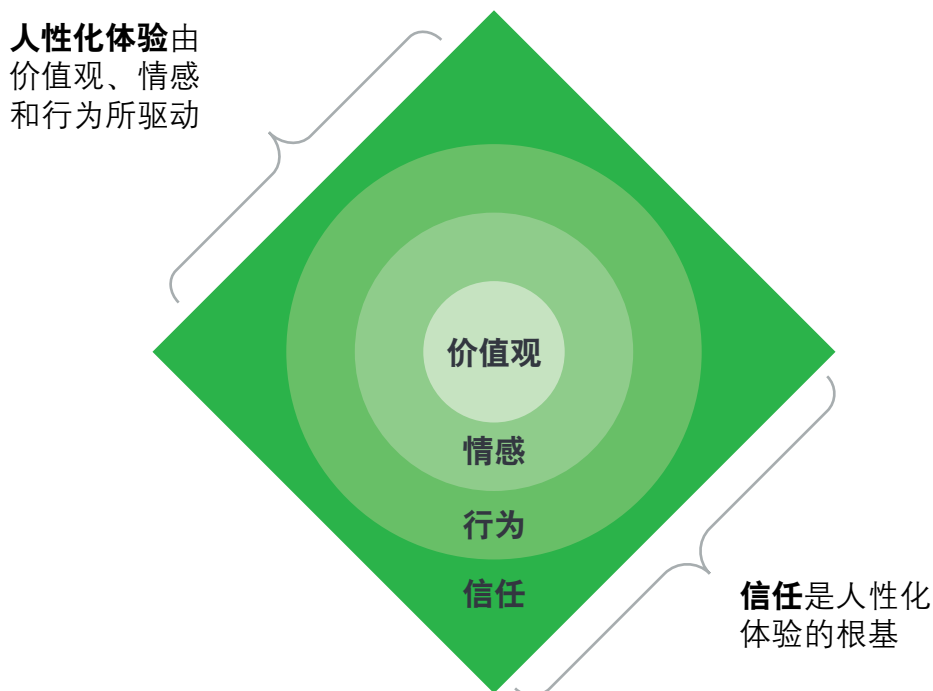 人性化体验由
价值观、情感
和行为所驱动
价值观
情感
行为
信任
信任是人性化
体验的根基